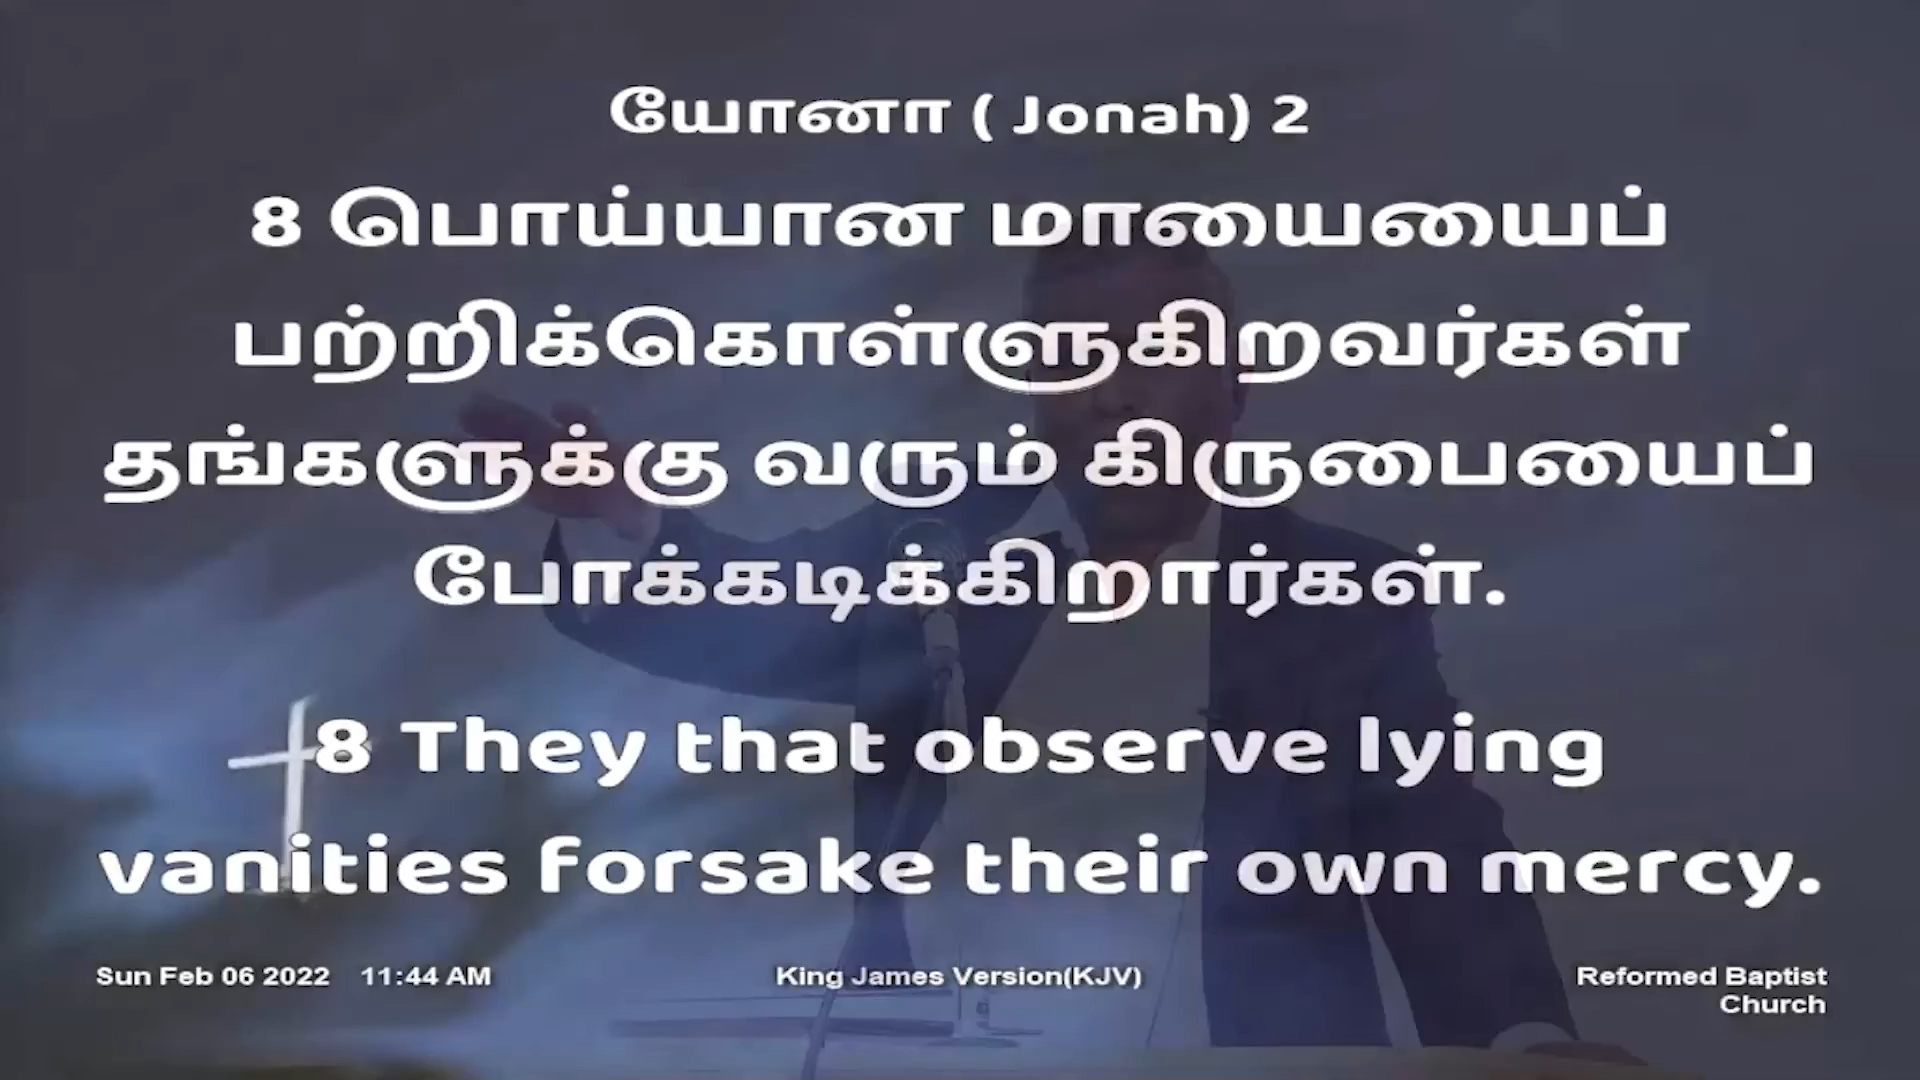 யோனா ( Jonah) 2
8 பொய்யான மாயையைப்
பற்றிக்கொள்ளுகிறவர்கள்
தங்களுக்கு வரும் கிருபையைப்
போக்கடிக்கிறார்கள்.
8 They that observe lying
vanities forsake their own mercy.
Sun Feb 06 2022 11:44 AM
King James Version(KJV)
Reformed Baptist
Church